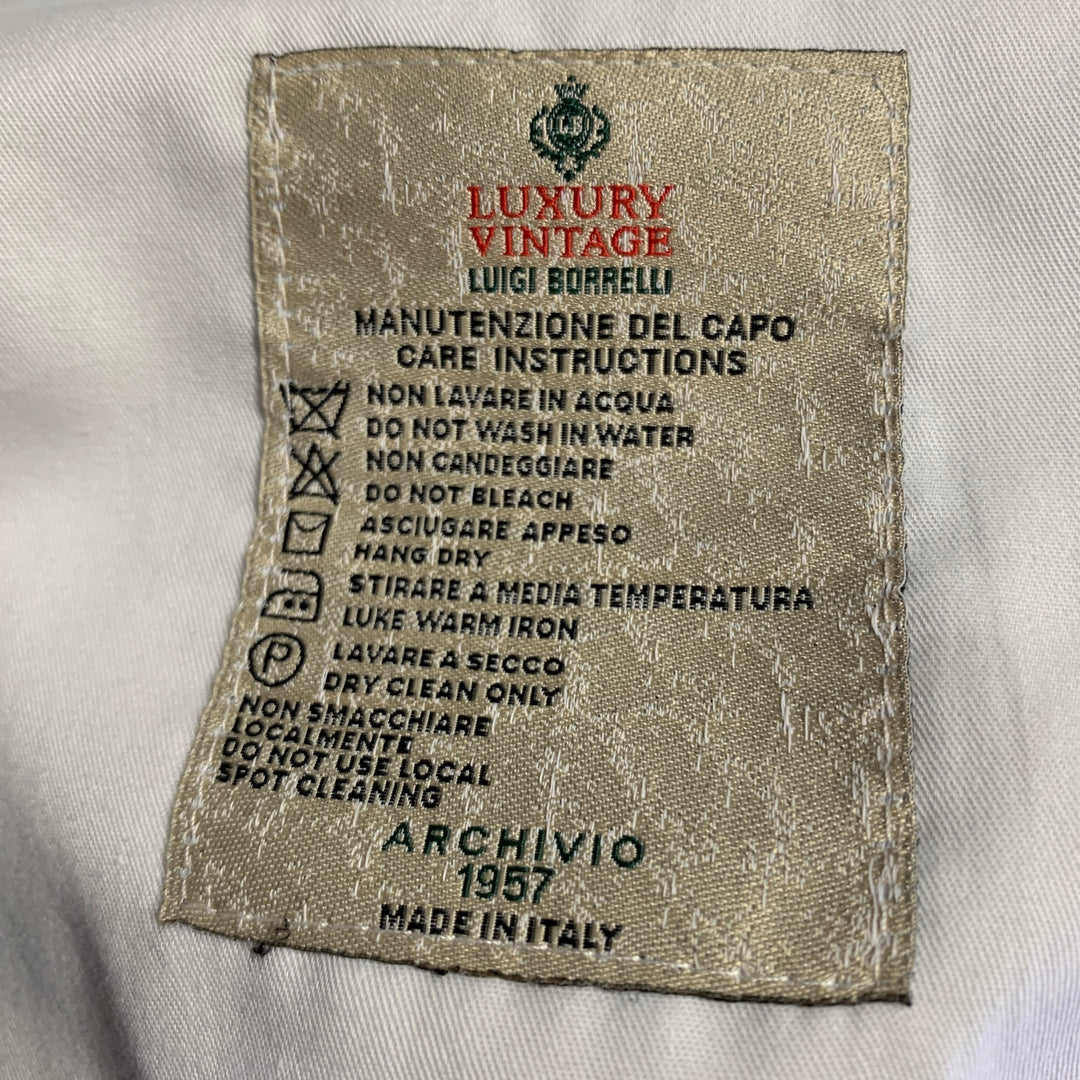 LUXURY
VINTAGE
LUIGI BORRELLI
MANUTENZIONE DEL CAPO
CARE INSTRUCTIONS
NON LAVARE IN ACQUA
DO NOT WASH IN WATER
NON CANDEGGIARE
DO NOT BLEACH
ASCIUGARE APPESO
HANG DRY
STIRARE A MEDIA TEMPERATURA
LUKE WARM IRON
P LAVARE A SECCO
DRY CLEAN ONLY
NON SMACCHIARE
LOCALMENTE
DO NOT USE LOCAL
SPOT CLEANING
ARCHIVIO
1957
MADE IN ITALY